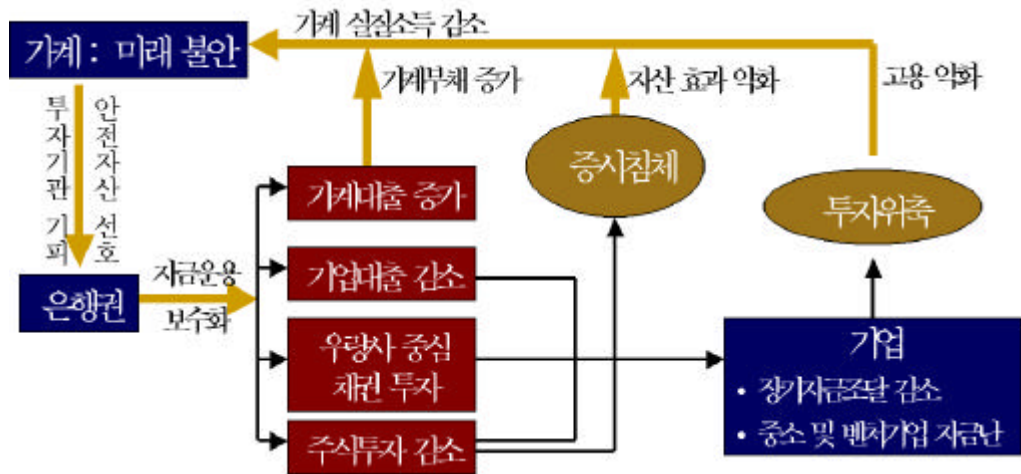 가계 실질소득 감소
가계 : 미래 불안
가계부채 증가
자산 효과 약화
고용 악화
투자기관 기피
안전자산 선호
증시침체
가계대출 증가
투자위축
기업대출 감소
자금운용
보수화
은행권
우량사 중심
채권 투자
주식투자 감소
기업
• 장기자금조달 감소
• 중소 및 벤처기업 자금난